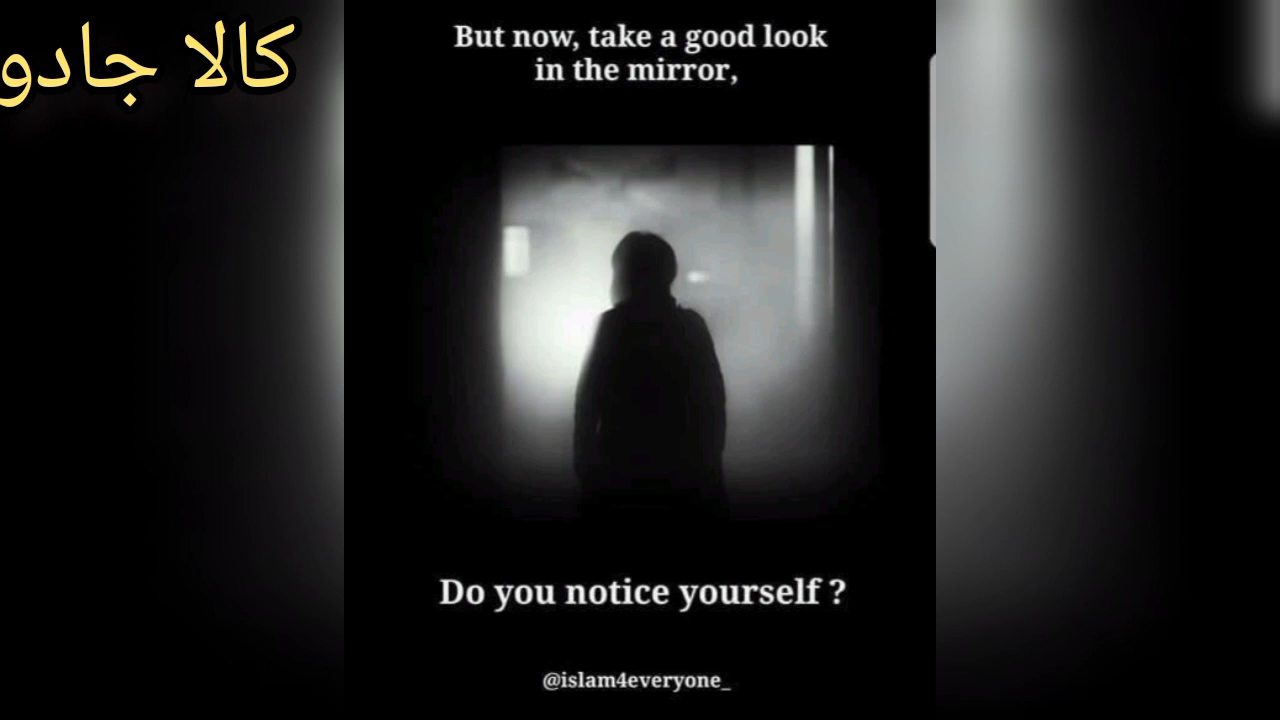 کالا جادو
But now, take a good look
in the mirror,
Do you notice yourself ?
@islam4everyone_